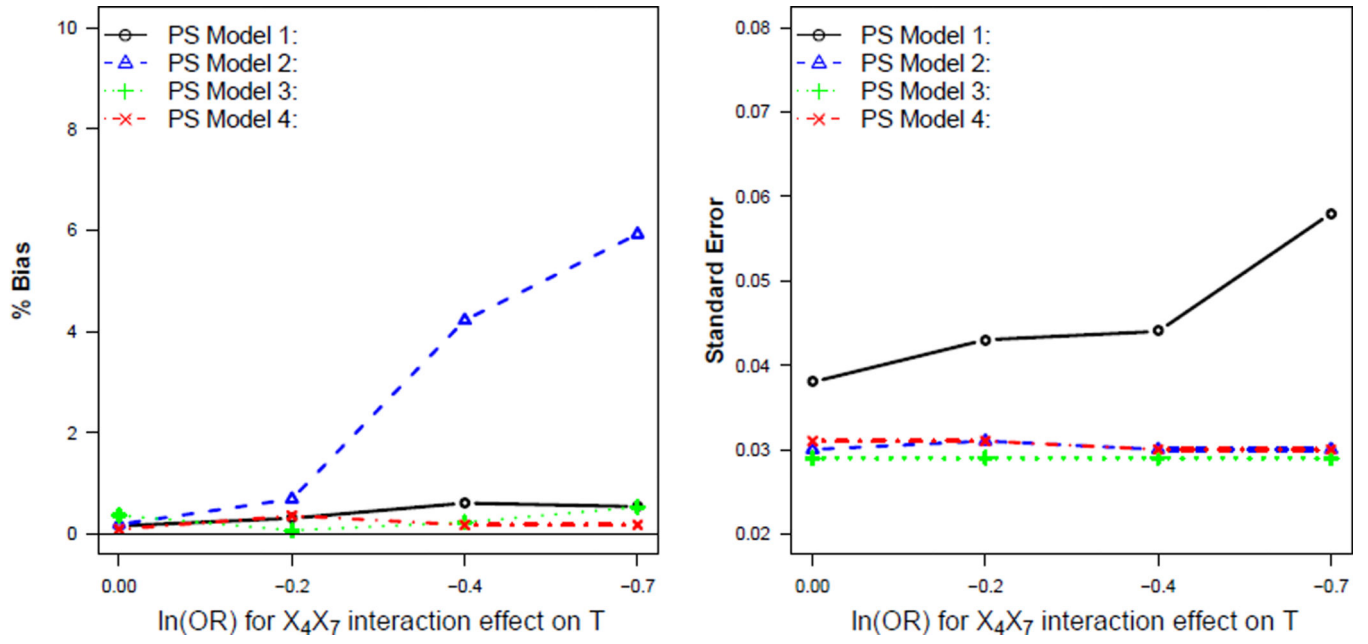 % Bias
10
8
6
4
2
0
PS Model 1:
PS Model 2:
PS Model 3:
PS Model 4:
0.00
−0.2
−0.4
−0.7
ln(OR) for X₄X₇ interaction effect on T
Standard Error
0.08
0.07
0.06
0.05
0.04
0.03
0.02
PS Model 1:
PS Model 2:
PS Model 3:
PS Model 4:
0.00
−0.2
−0.4
−0.7
ln(OR) for X₄X₇ interaction effect on T